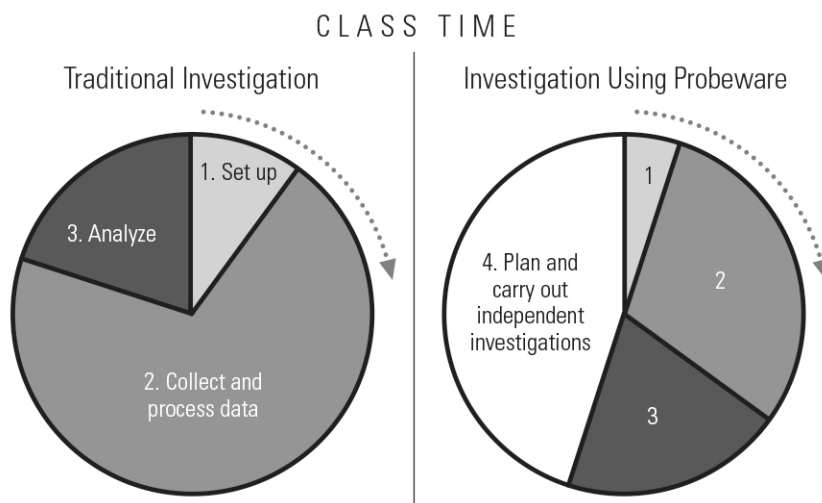 CLASS TIME
Traditional Investigation
1. Set up
3. Analyze
2. Collect and
process data
Investigation Using Probeware
1
2
4. Plan and
carry out
independent
investigations
3